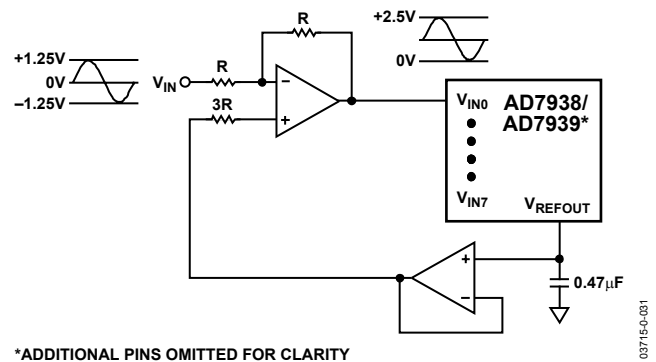 R
+2.5V
0V
+1.25V
0V
–1.25V
VIN
R
–
3R
+
VIN0
AD7938/
AD7939*
VIN7
VREFOUT
+
–
0.47µF
*ADDITIONAL PINS OMITTED FOR CLARITY
03715-0-031